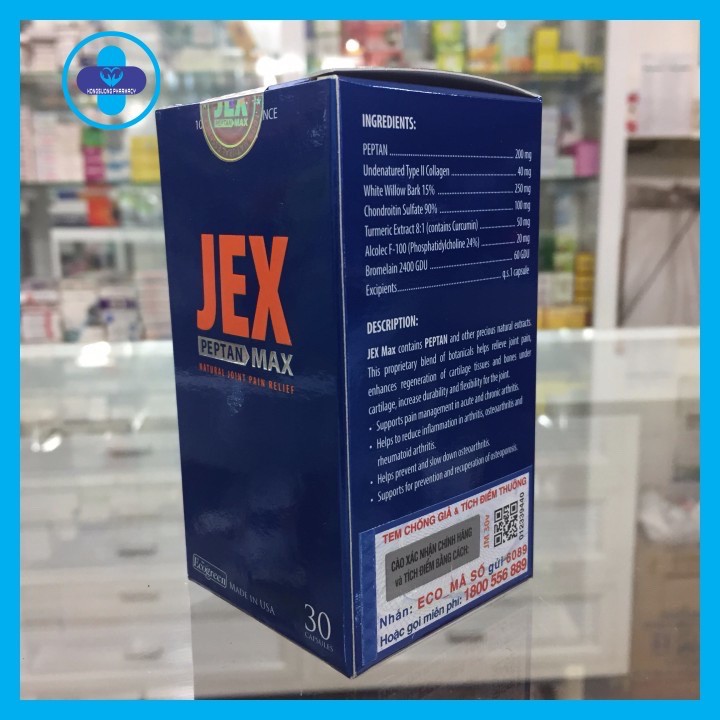 HONGSUONG PHARMACY
JEX
JEX
PEPTAN MAX
NATURAL JOINT PAIN RELIEF
Ecogreen
MADE IN USA
30
CAPSULES
INGREDIENTS:
PEPTAN 200 mg
Undenatured Type II Collagen 40 mg
White Willow Bark 15% 250 mg
Chondroitin Sulfate 90% 100 mg
Turmeric Extract 8:1 (contains Curcumin) 50 mg
Alcolec F-100 (Phosphatidylcholine 24%) 20 mg
Bromelain 2400 GDU 60 GDU
Excipients q.s.1 capsule
DESCRIPTION:
JEX Max contains PEPTAN and other precious natural extracts.
This proprietary blend of botanicals helps relieve joint pain,
enhances regeneration of cartilage tissues and bones under
cartilage, increase durability and flexibility for the joint.
• Supports pain management in acute and chronic arthritis.
• Helps to reduce inflammation in arthritis, osteoarthritis and
rheumatoid arthritis.
• Helps prevent and slow down osteoarthritis.
• Supports for prevention and recuperation of osteoporosis.
TEM CHỐNG GIẢ & TÍCH ĐIỂM THƯỞNG
CÀO XÁC NHẬN CHÍNH HÃNG
và TÍCH ĐIỂM BẰNG CÁCH:
JM.30v
012339440
Nhắn: ECO_MÃ SỐ gửi 6089
Hoặc gọi miễn phí: 1800 556 889